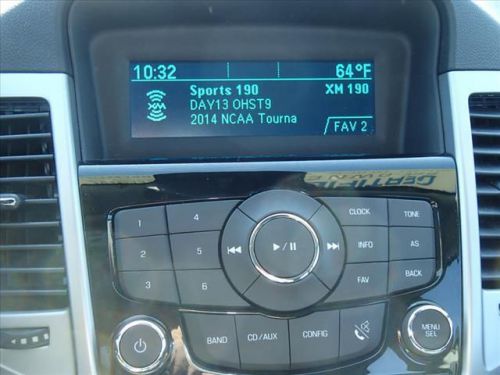 10:32 64°F
Sports 190 XM 190
XM
DAY13 OHST9
2014 NCAA Tourna
FAV 2
1 4 CLOCK TONE
2 5 INFO AS
3 6 FAV BACK
BAND CD/AUX CONFIG MENU SEL